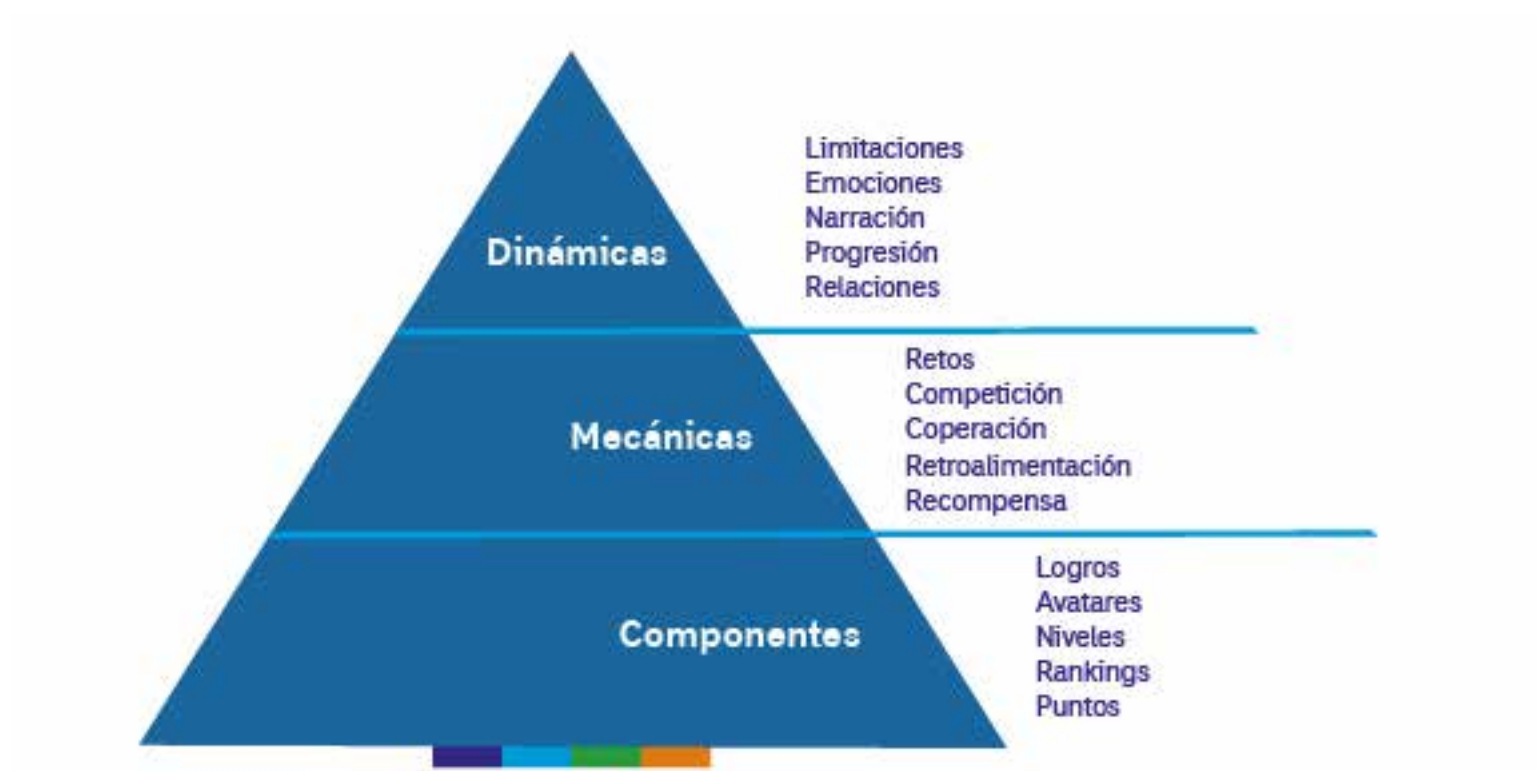 Limitaciones
Emociones
Narración
Dinámicas
Progresión
Relaciones
Retos
Competición
Mecánicas
Coperación
Retroalimentación
Recompensa
Logros
Avatares
Componentes
Niveles
Rankings
Puntos